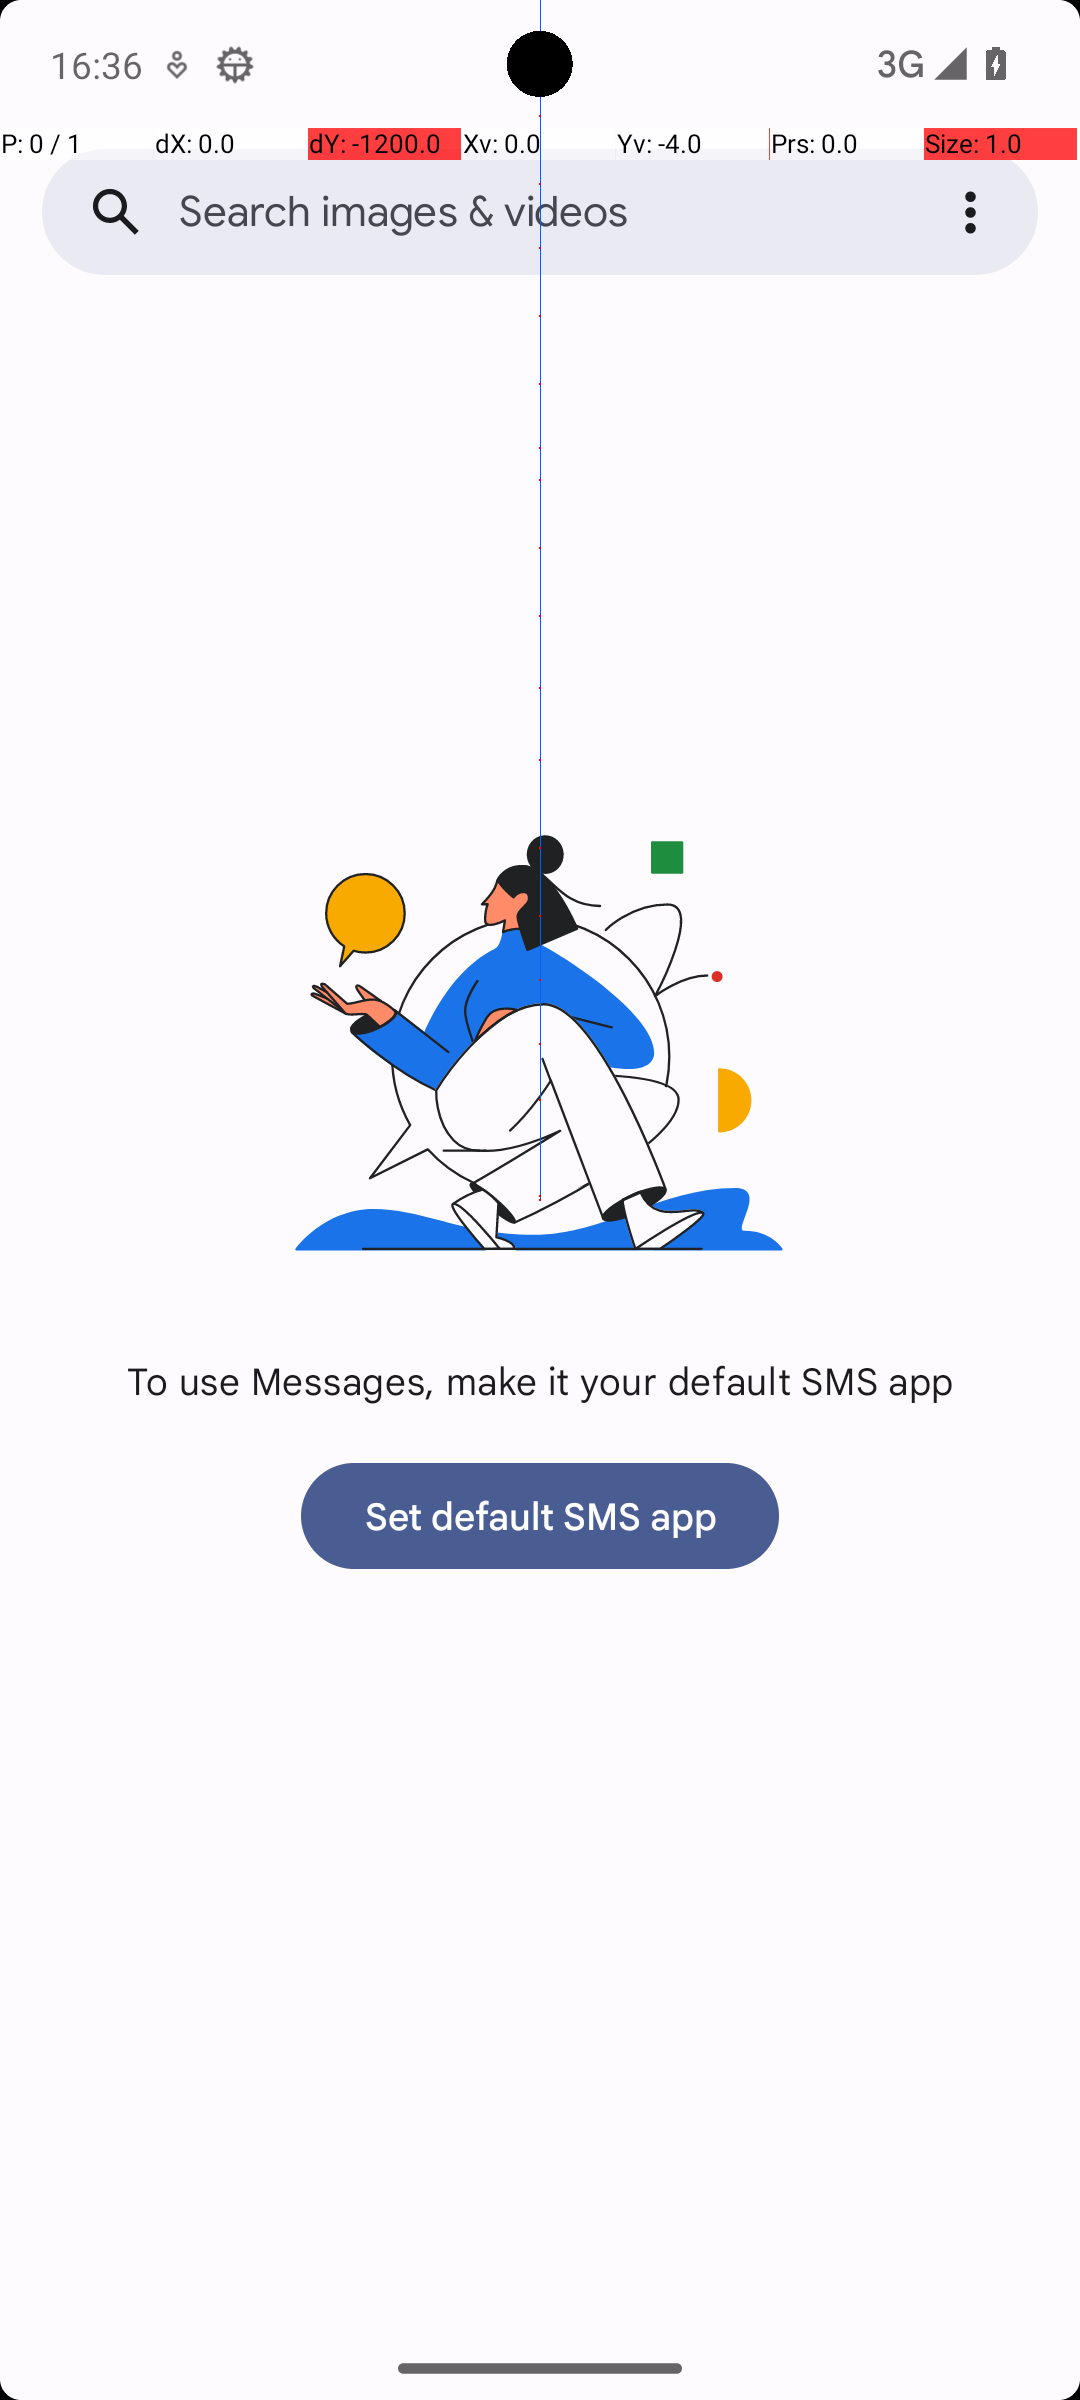 16:36
3G
P: 0 / 1 dX: 0.0 dY: -1200.0 Xv: 0.0 Yv: -4.0 Prs: 0.0 Size: 1.0
Search images & videos
To use Messages, make it your default SMS app
Set default SMS app